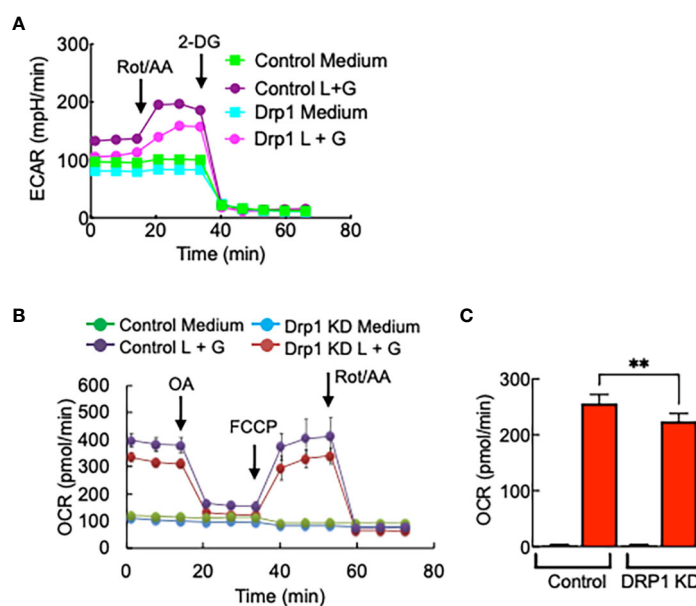 A
300
200
100
0
ECAR (mpH/min)
0 20 40 60 80
Time (min)
Rot/AA
2-DG
Control Medium
Control L+G
Drp1 Medium
Drp1 L + G
B
Control Medium Drp1 KD Medium
Control L + G Drp1 KD L + G
600
500
400
300
200
100
0
OCR (pmol/min)
OA
FCCP
Rot/AA
0 20 40 60 80
Time (min)
C
**
300
200
100
0
OCR (pmol/min)
Control DRP1 KD